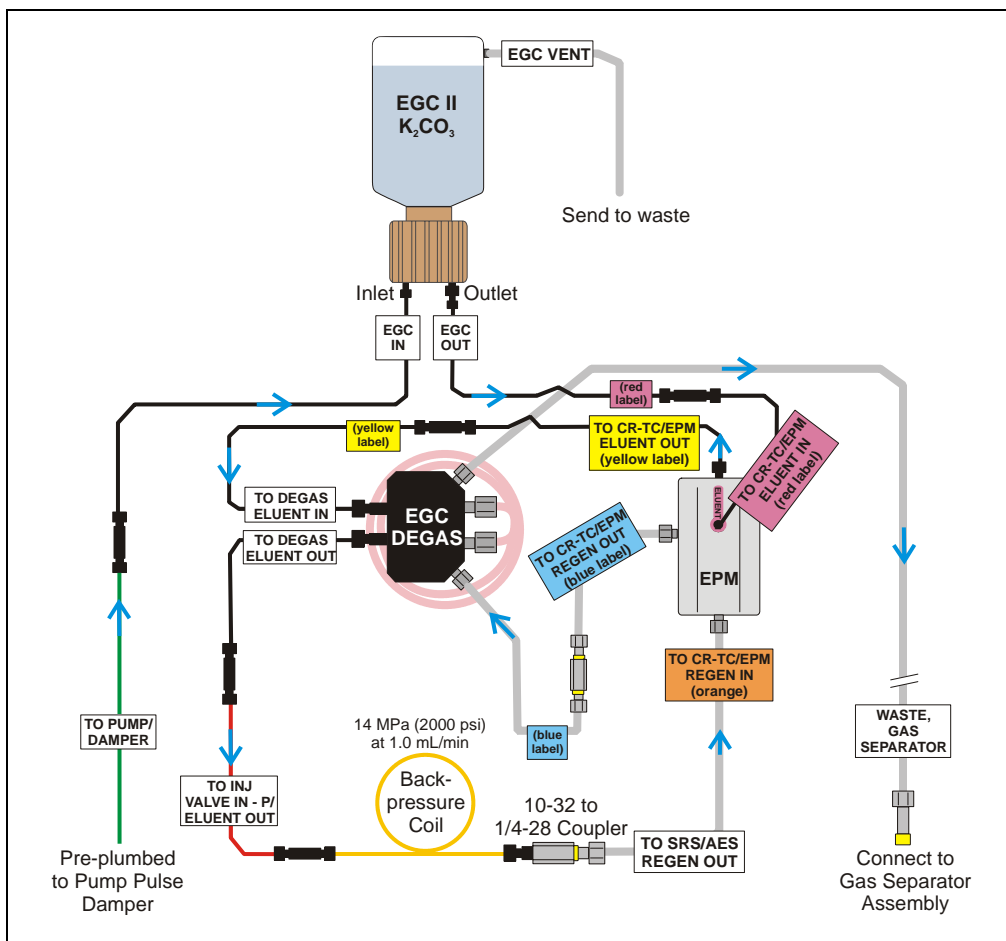 EGC VENT
EGC II
K₂CO₃
Send to waste
Inlet
Outlet
EGC
IN
EGC
OUT
(red
label)
(yellow
label)
TO CR-TC/EPM
ELUENT OUT
(yellow label)
TO CR-TC/EPM
ELUENT IN
(red label)
ELUENT
TO DEGAS
ELUENT IN
TO DEGAS
ELUENT OUT
EGC
DEGAS
TO CR-TC/EPM
REGEN OUT
(blue label)
EPM
TO CR-TC/EPM
REGEN IN
(orange)
TO PUMP/
DAMPER
14 MPa (2000 psi)
at 1.0 mL/min
(blue
label)
WASTE,
GAS
SEPARATOR
TO INJ
VALVE IN - P/
ELUENT OUT
Back-
pressure
Coil
10-32 to
1/4-28 Coupler
TO SRS/AES
REGEN OUT
Pre-plumbed
to Pump Pulse
Damper
Connect to
Gas Separator
Assembly